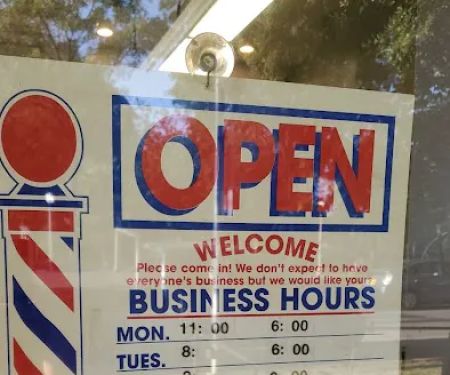 OPEN
WELCOME
Please come in! We don't expect to have
everyone's business but we would like yours
BUSINESS HOURS
MON. 11: 00 6: 00
TUES. 8: 6: 00